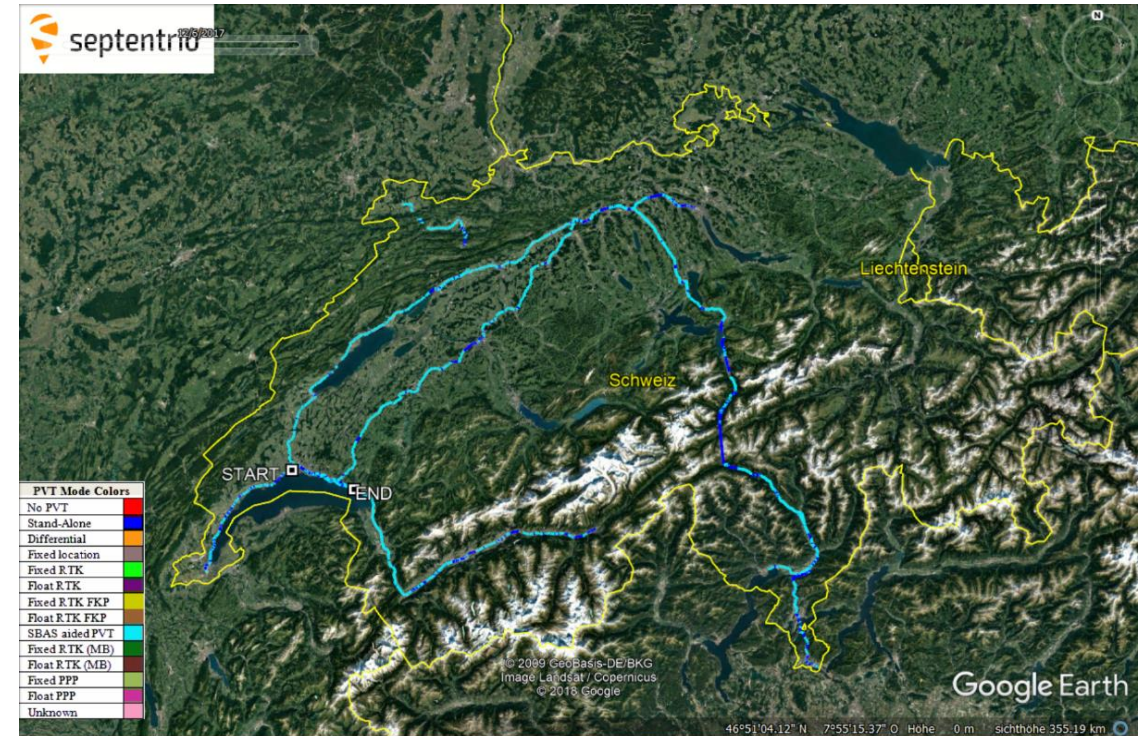 septentrio
12/6/2017
N
Liechtenstein
Schweiz
START
END
PVT Mode Colors
No PVT
Stand-Alone
Differential
Fixed location
Fixed RTK
Float RTK
Fixed RTK FKP
Float RTK FKP
SBAS aided PVT
Fixed RTK (MB)
Float RTK (MB)
Fixed PPP
Float PPP
Unknown
© 2009 GeoBasis-DE/BKG
Image Landsat / Copernicus
© 2018 Google
Google Earth
46°51'04.12" N 7°55'15.37" O Höhe 0 m sichthöhe 355.19 km